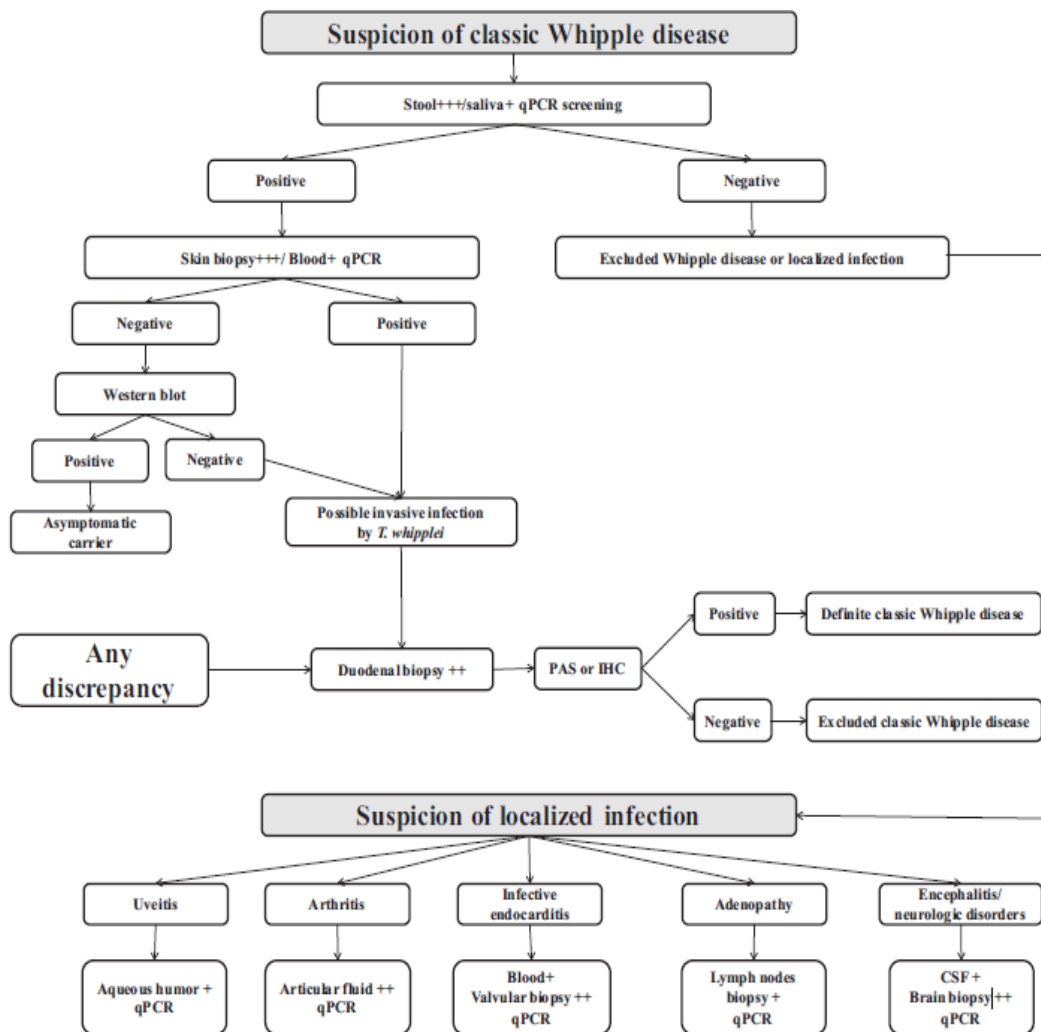 Suspicion of classic Whipple disease
Stool+++/saliva+ qPCR screening
Positive
Negative
Skin biopsy+++/ Blood+ qPCR
Excluded Whipple disease or localized infection
Negative
Positive
Western blot
Positive
Negative
Asymptomatic
carrier
Possible invasive infection
by T. whipplei
Any
discrepancy
Duodenal biopsy ++
PAS or IHC
Positive
Definite classic Whipple disease
Negative
Excluded classic Whipple disease
Suspicion of localized infection
Uveitis
Arthritis
Infective
endocarditis
Adenopathy
Encephalitis/
neurologic disorders
Aqueous humor +
qPCR
Articular fluid ++
qPCR
Blood+
Valvular biopsy ++
qPCR
Lymph nodes
biopsy +
qPCR
CSF +
Brain biopsy ++
qPCR